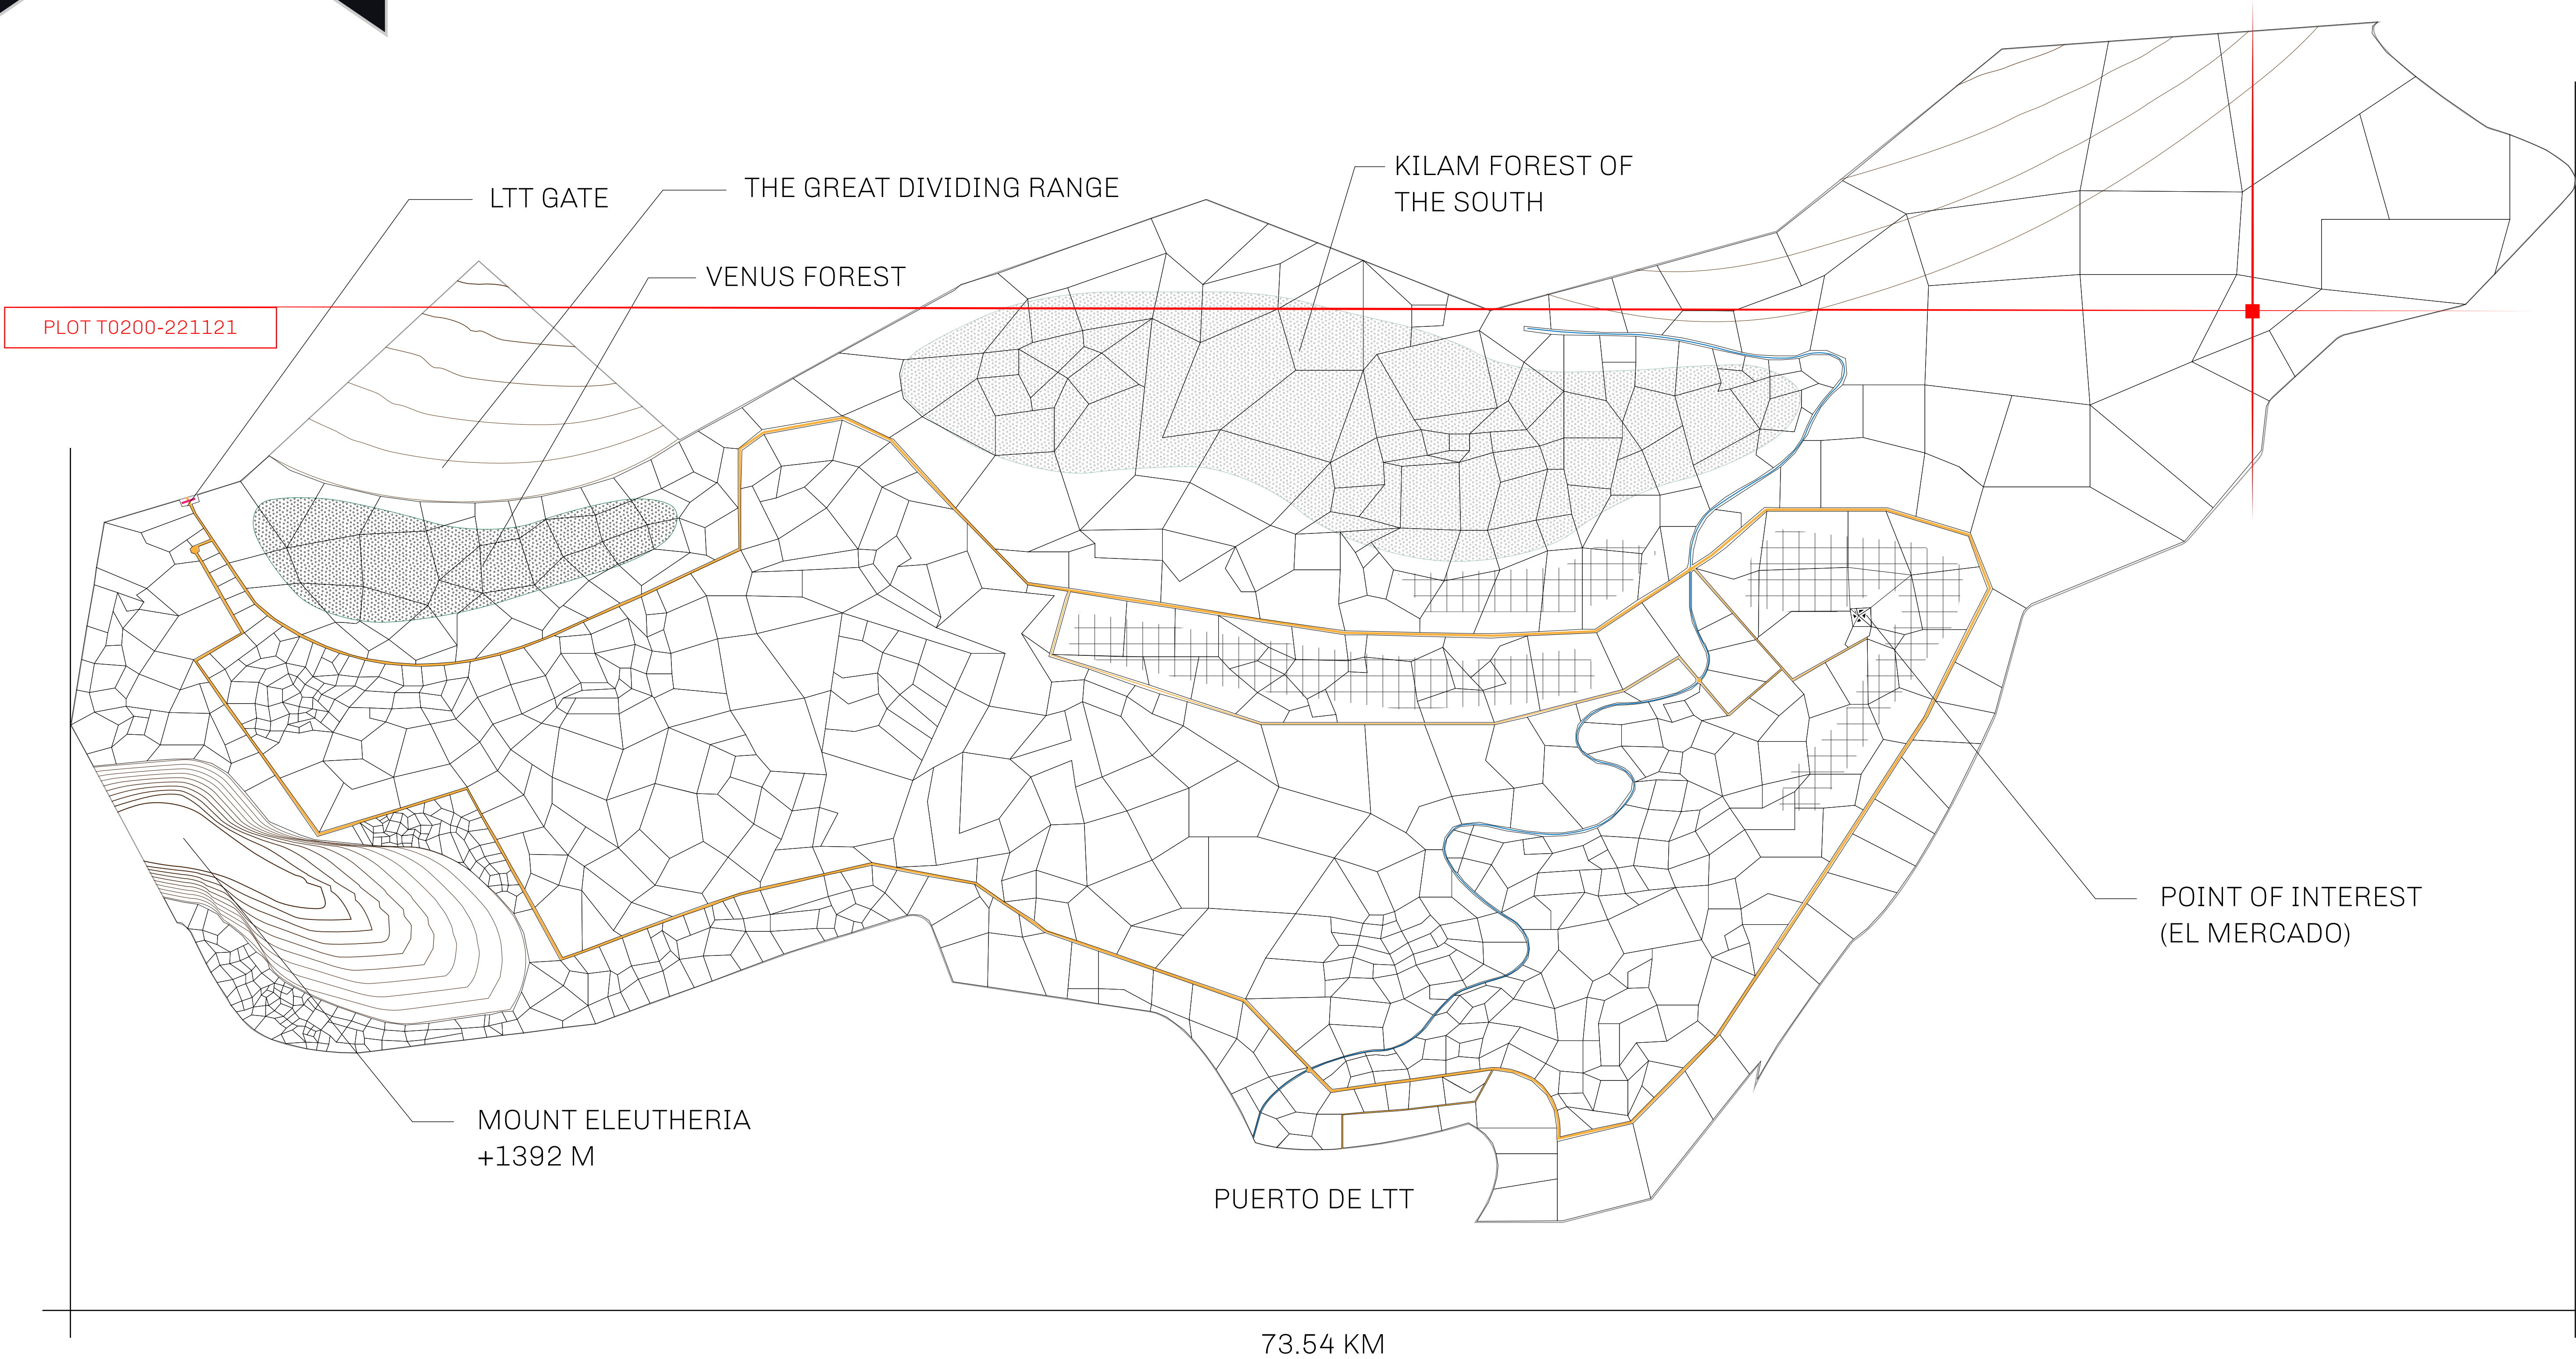 KILAM FOREST OF
THE SOUTH
THE GREAT DIVIDING RANGE
LTT GATE
VENUS FOREST
PLOT T0200-221121
POINT OF INTEREST
(EL MERCADO)
MOUNT ELEUTHERIA
+1392 M
PUERTO DE LTT
73.54 KM